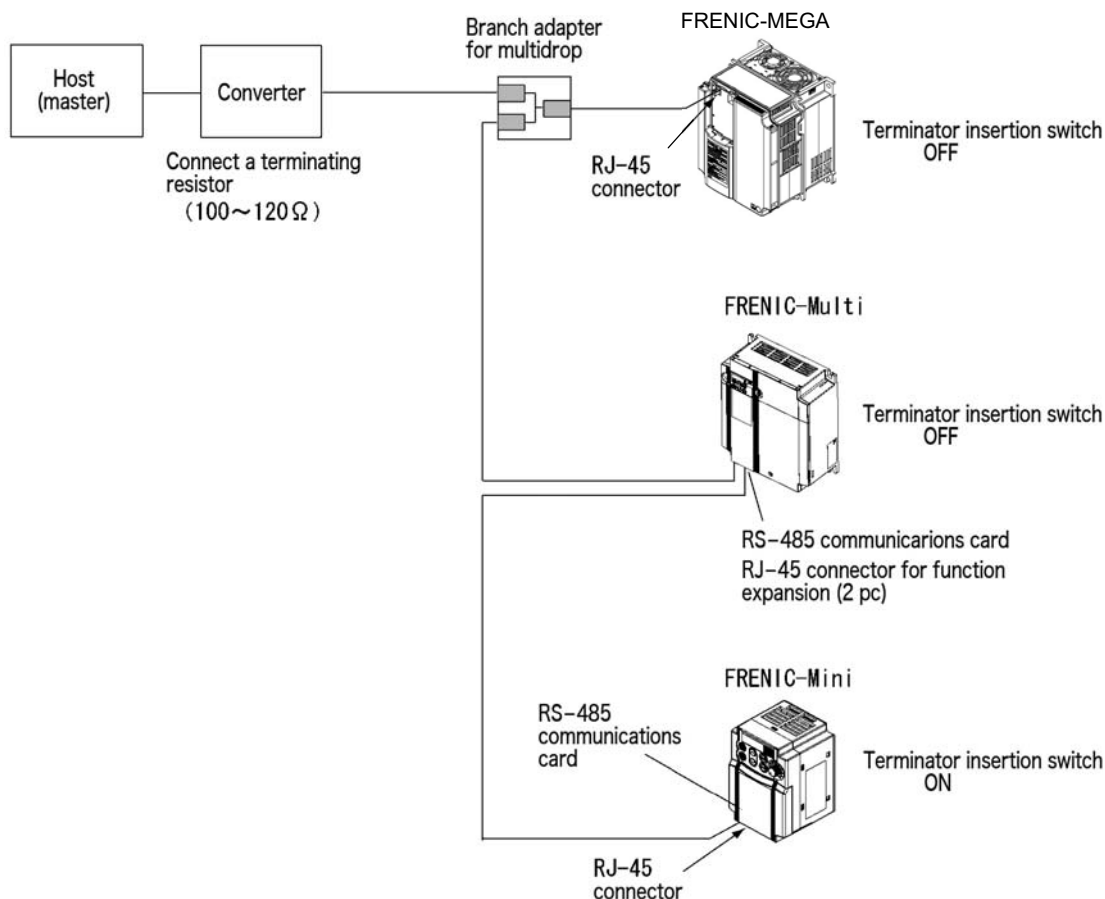 Host
(master)
Converter
Connect a terminating
resistor
(100～120Ω)
Branch adapter
for multidrop
FRENIC-MEGA
RJ-45
connector
Terminator insertion switch
OFF
FRENIC-Multi
Terminator insertion switch
OFF
RS-485 communicarions card
RJ-45 connector for function
expansion (2 pc)
FRENIC-Mini
RS-485
communications
card
Terminator insertion switch
ON
RJ-45
connector